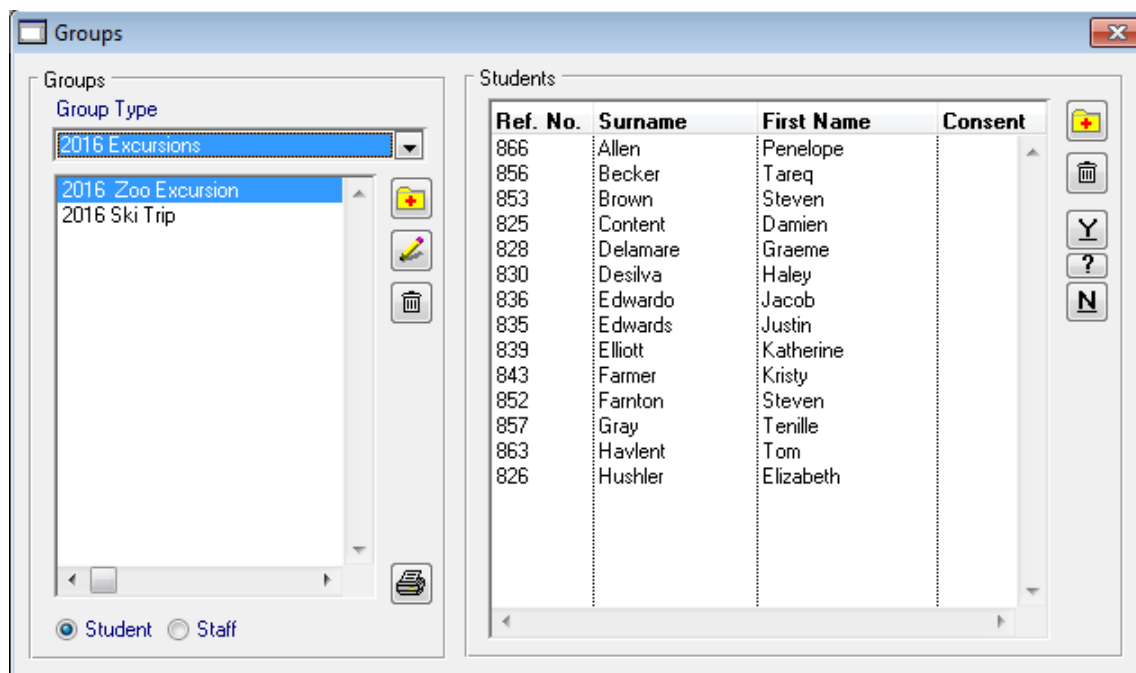 Groups
Groups
Group Type
2016 Excursions
2016 Zoo Excursion
2016 Ski Trip
Student Staff
Students
Ref. No. Surname First Name Consent
866 Allen Penelope
856 Becker Tareq
853 Brown Steven
825 Content Damien
828 Delamare Graeme
830 Desilva Haley
836 Edwardo Jacob
835 Edwards Justin
839 Elliott Katherine
843 Farmer Kristy
852 Farnton Steven
857 Gray Tenille
863 Havlent Tom
826 Hushler Elizabeth
Y
?
N